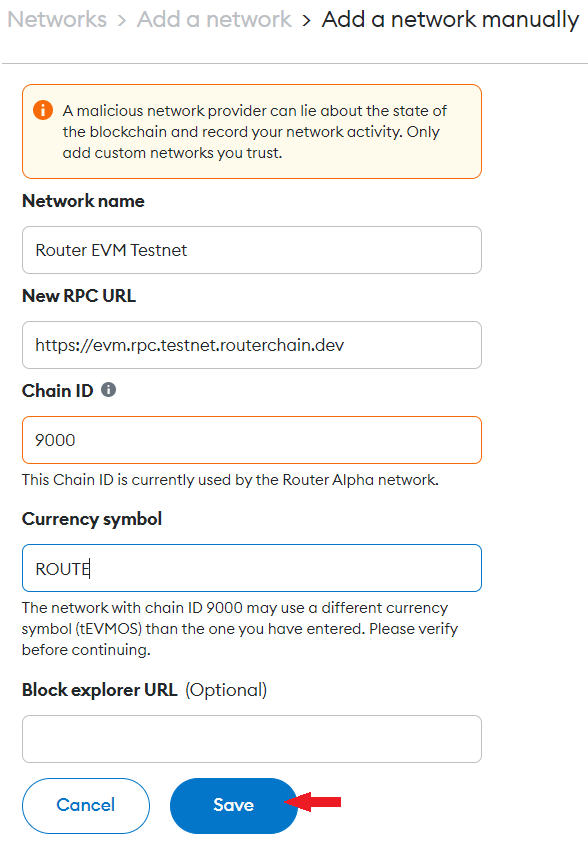 Networks > Add a network > Add a network manually
A malicious network provider can lie about the state of
the blockchain and record your network activity. Only
add custom networks you trust.
Network name
Router EVM Testnet
New RPC URL
https://evm.rpc.testnet.routerchain.dev
Chain ID
9000
This Chain ID is currently used by the Router Alpha network.
Currency symbol
ROUTE
The network with chain ID 9000 may use a different currency
symbol (tEVMOS) than the one you have entered. Please verify
before continuing.
Block explorer URL (Optional)
Cancel Save